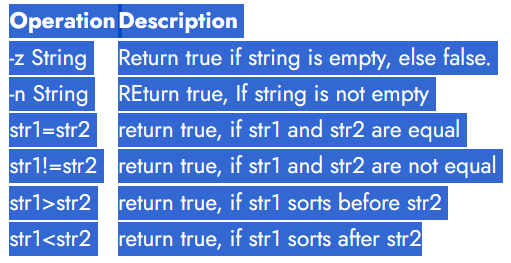 Operation Description
-z String Return true if string is empty, else false.
-n String REturn true, If string is not empty
str1=str2 return true, if str1 and str2 are equal
str1!=str2 return true, if str1 and str2 are not equal
str1>str2 return true, if str1 sorts before str2
str1<str2 return true, if str1 sorts after str2